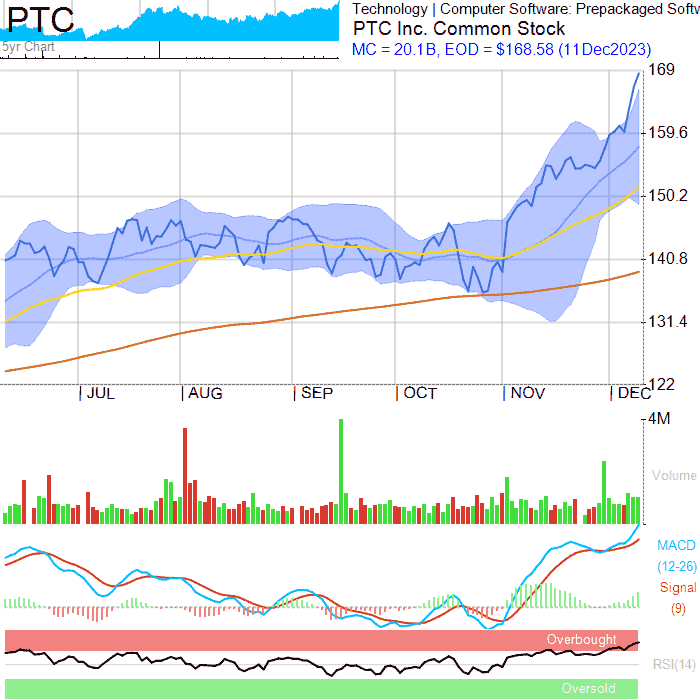 PTC
5yr Chart
Technology | Computer Software: Prepackaged Softw
PTC Inc. Common Stock
MC = 20.1B, EOD = $168.58 (11Dec2023)
169
159.6
150.2
140.8
131.4
122
| JUL | AUG | SEP | OCT | NOV | DEC
4M
Volume
MACD
(12-26)
Signal
(9)
Overbought
RSI(14)
Oversold